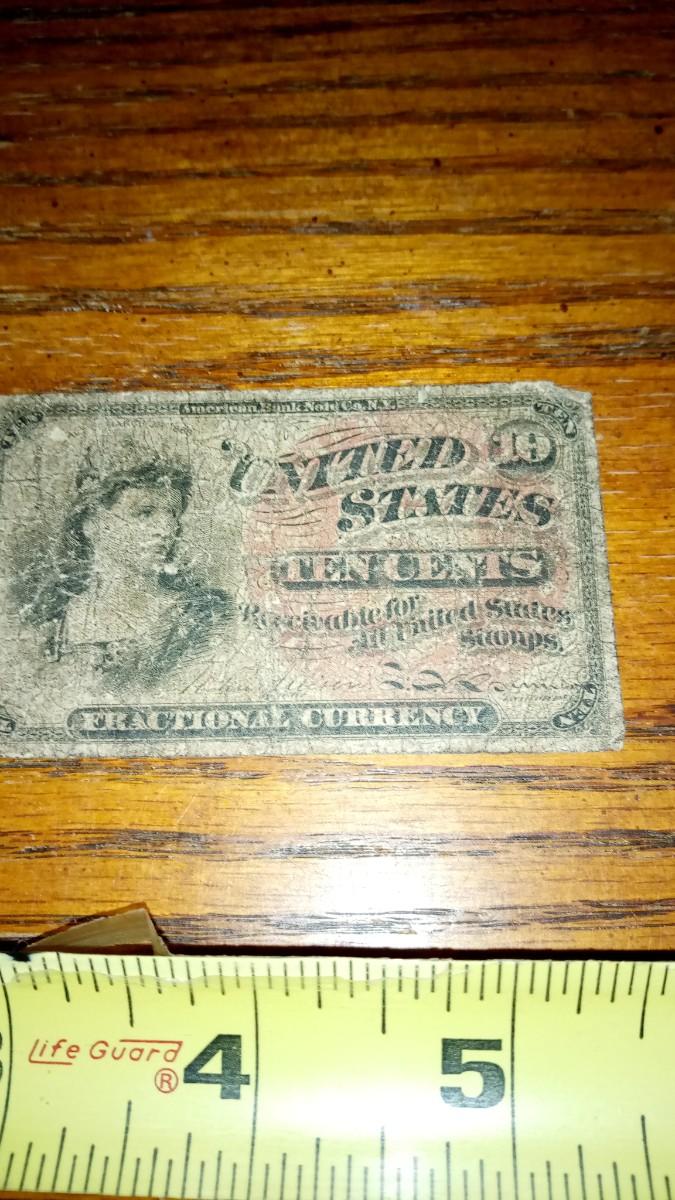 American Bank Note Co. N.Y.
TEN
10
UNITED
STATES
TEN CENTS
Receivable for
all United States
Stamps.
FRACTIONAL CURRENCY
Life Guard
®
4
5